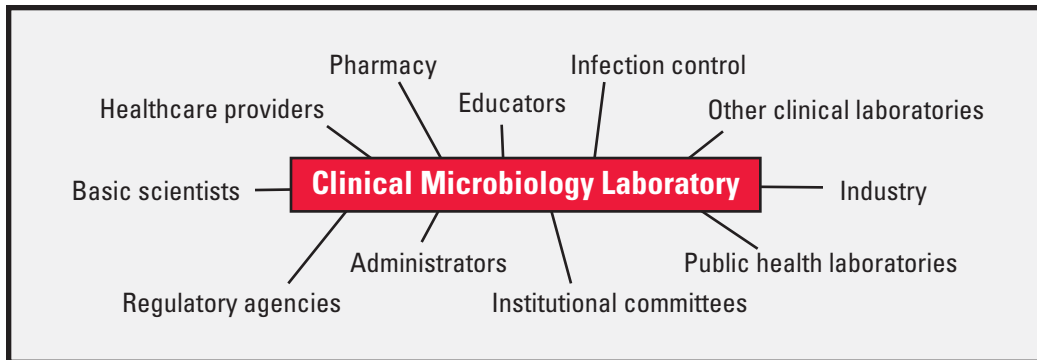 Pharmacy
Infection control
Healthcare providers
Educators
Other clinical laboratories
Basic scientists
Clinical Microbiology Laboratory
Industry
Administrators
Public health laboratories
Regulatory agencies
Institutional committees